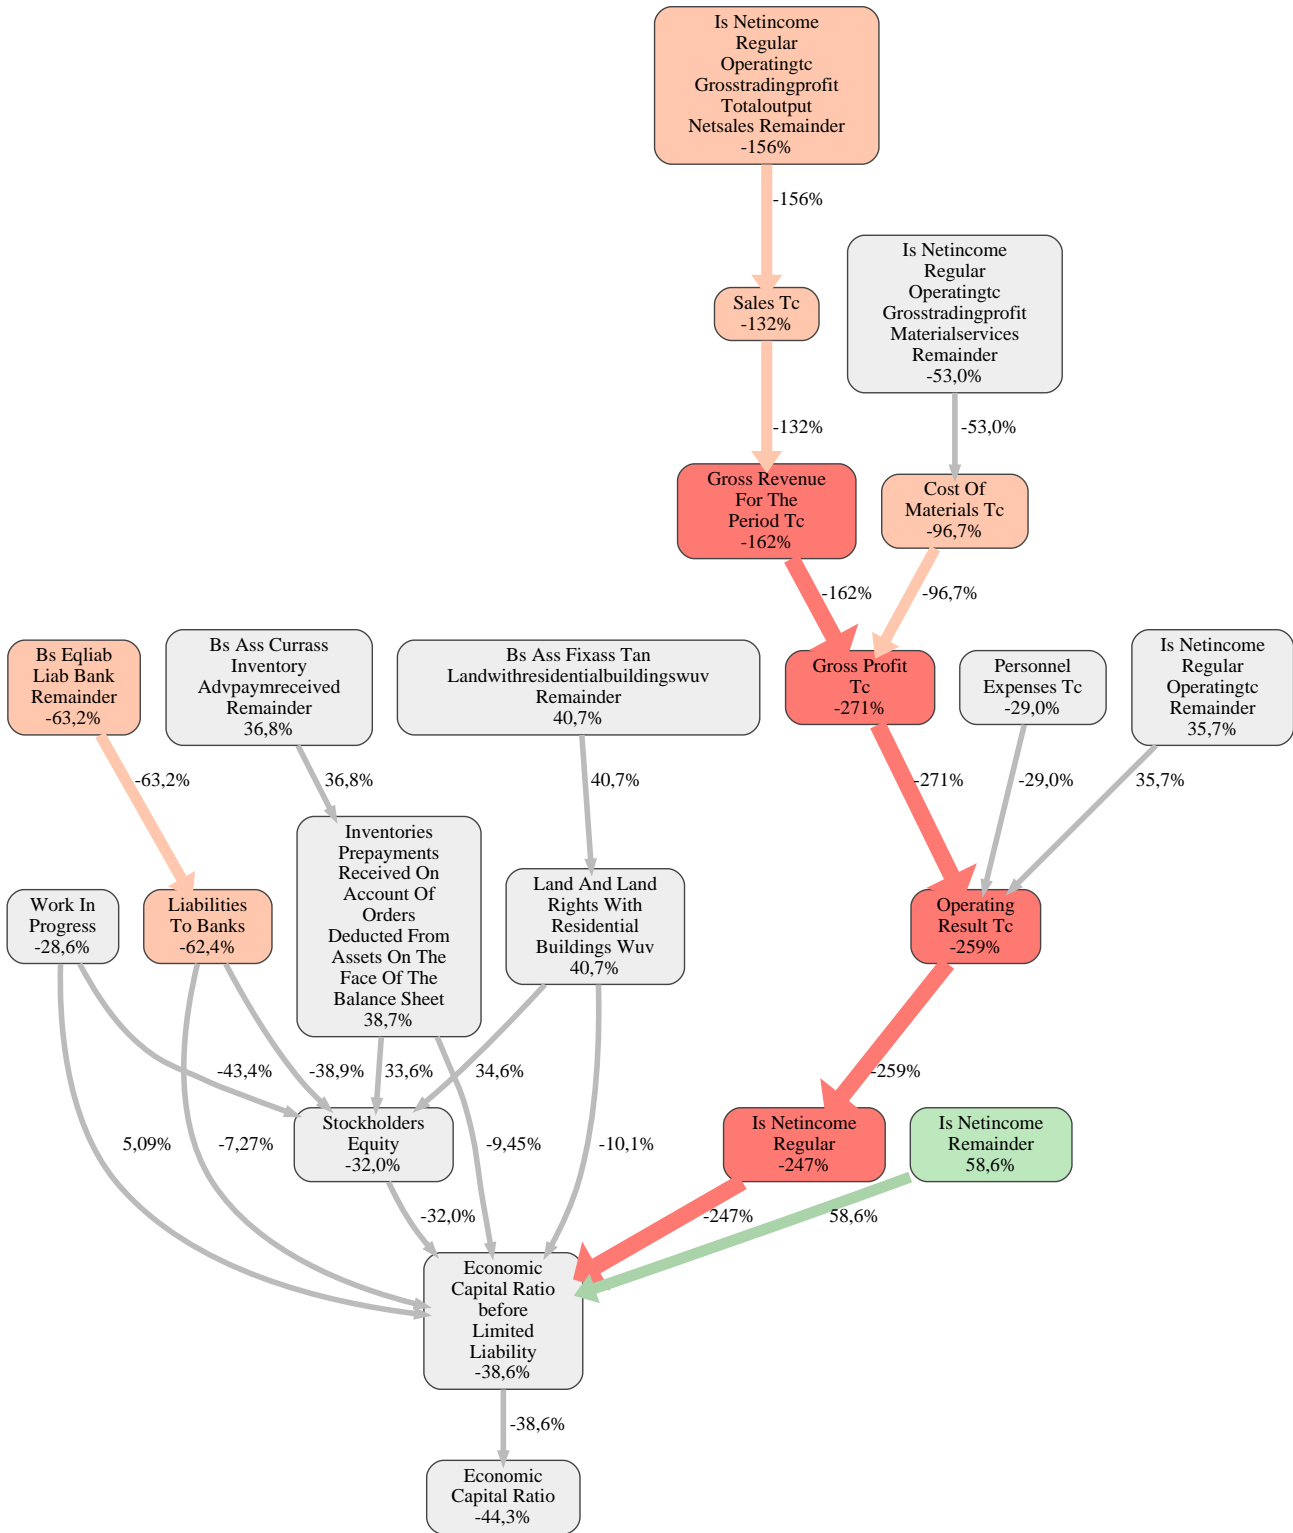 Is Netincome
Regular
Operatingtc
Grosstradingprofit
Totaloutput
Netsales Remainder
-156%
-156%
Is Netincome
Regular
Operatingtc
Grosstradingprofit
Materialservices
Remainder
-53,0%
Sales Tc
-132%
-132%
-53,0%
Gross Revenue
For The
Period Tc
-162%
Cost Of
Materials Tc
-96,7%
-162%
-96,7%
Bs Eqliab
Liab Bank
Remainder
-63,2%
Bs Ass Currass
Inventory
Advpaymreceived
Remainder
36,8%
Bs Ass Fixass Tan
Landwithresidentialbuildingswuv
Remainder
40,7%
Gross Profit
Tc
-271%
Personnel
Expenses Tc
-29,0%
Is Netincome
Regular
Operatingtc
Remainder
35,7%
-63,2%
36,8%
40,7%
-271%
-29,0%
35,7%
Work In
Progress
-28,6%
Liabilities
To Banks
-62,4%
Inventories
Prepayments
Received On
Account Of
Orders
Deducted From
Assets On The
Face Of The
Balance Sheet
38,7%
Land And Land
Rights With
Residential
Buildings Wuv
40,7%
Operating
Result Tc
-259%
-43,4%
-38,9%
33,6%
34,6%
-259%
Stockholders
Equity
-32,0%
Is Netincome
Regular
-247%
Is Netincome
Remainder
58,6%
5,09%
-7,27%
-9,45%
-10,1%
-32,0%
-247%
58,6%
Economic
Capital Ratio
before
Limited
Liability
-38,6%
-38,6%
Economic
Capital Ratio
-44,3%